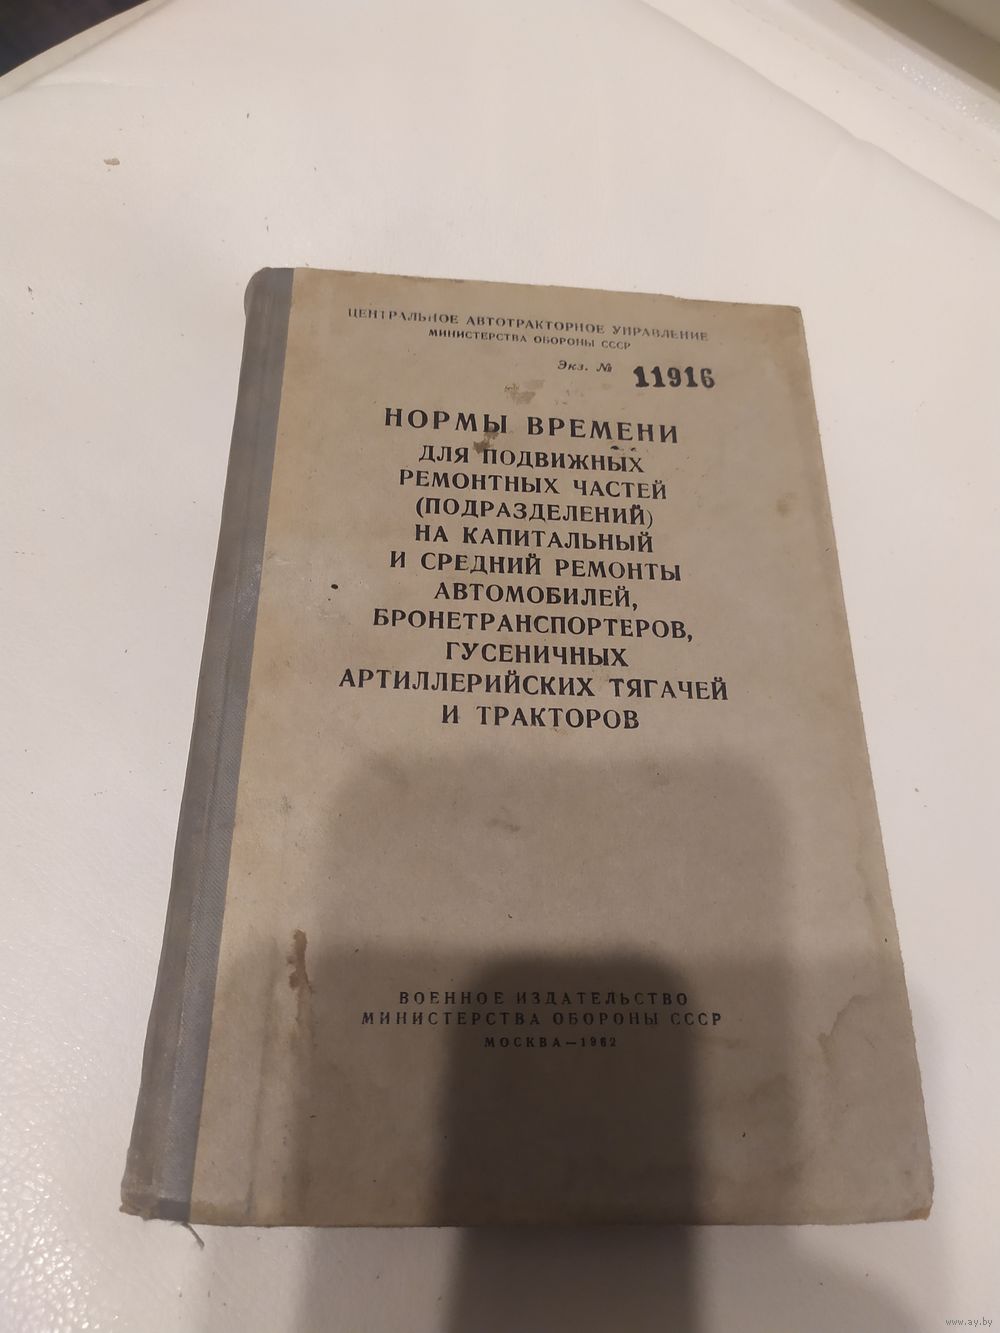 ЦЕНТРАЛЬНОЕ АВТОТРАКТОРНОЕ УПРАВЛЕНИЕ
МИНИСТЕРСТВА ОБОРОНЫ СССР
Экз. № 11916
НОРМЫ ВРЕМЕНИ
ДЛЯ ПОДВИЖНЫХ
РЕМОНТНЫХ ЧАСТЕЙ
(ПОДРАЗДЕЛЕНИЙ)
НА КАПИТАЛЬНЫЙ
И СРЕДНИЙ РЕМОНТЫ
АВТОМОБИЛЕЙ,
БРОНЕТРАНСПОРТЕРОВ,
ГУСЕНИЧНЫХ
АРТИЛЛЕРИЙСКИХ ТЯГАЧЕЙ
И ТРАКТОРОВ
ВОЕННОЕ ИЗДАТЕЛЬСТВО
МИНИСТЕРСТВА ОБОРОНЫ СССР
МОСКВА — 1962
www.ay.by